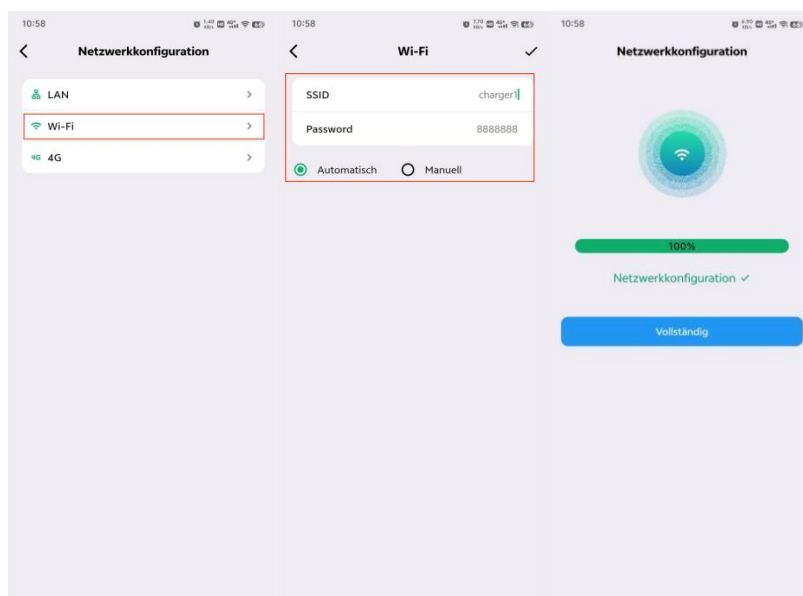 10:58
Netzwerkkonfiguration
LAN
Wi-Fi
4G 4G
10:58
Wi-Fi
SSID charger1
Password 8888888
Automatisch Manuell
10:58
Netzwerkkonfiguration
100%
Netzwerkkonfiguration
Vollständig